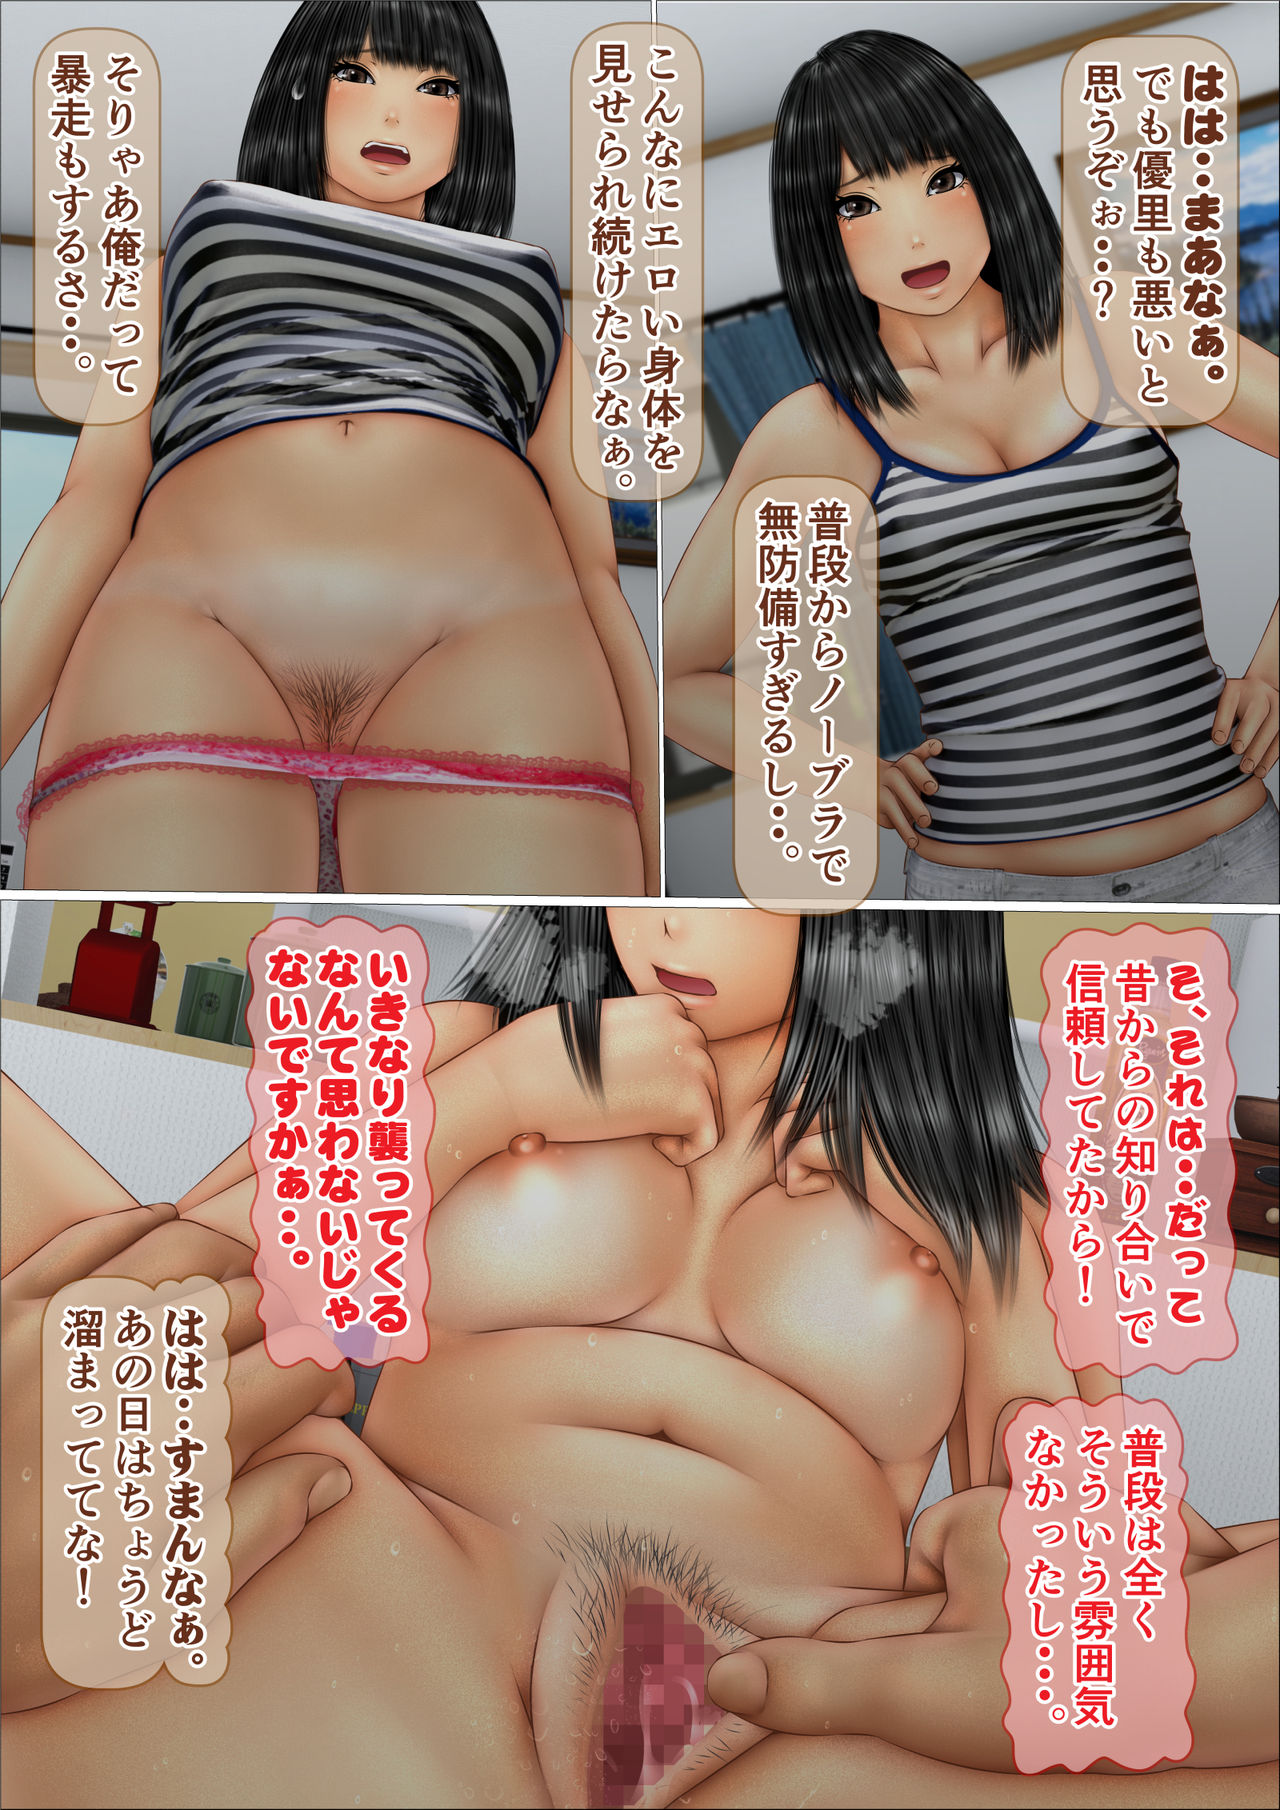 はは‥まあなぁ。
でも優里も悪いと
思うぞぉ‥‥？
普段からノーブラで
無防備すぎるし‥‥。
こんなにエロい身体を
見せられ続けたらなぁ。
そりゃあ俺だって
暴走もするさ‥‥。
そ、それは‥だって
昔からの知り合いで
信頼してたから！
普段は全く
そういう雰囲気
なかったし‥‥。
いきなり襲ってくる
なんて思わないじゃ
ないですかぁ‥‥。
はは‥すまんなぁ。
あの日はちょうど
溜まっててな！